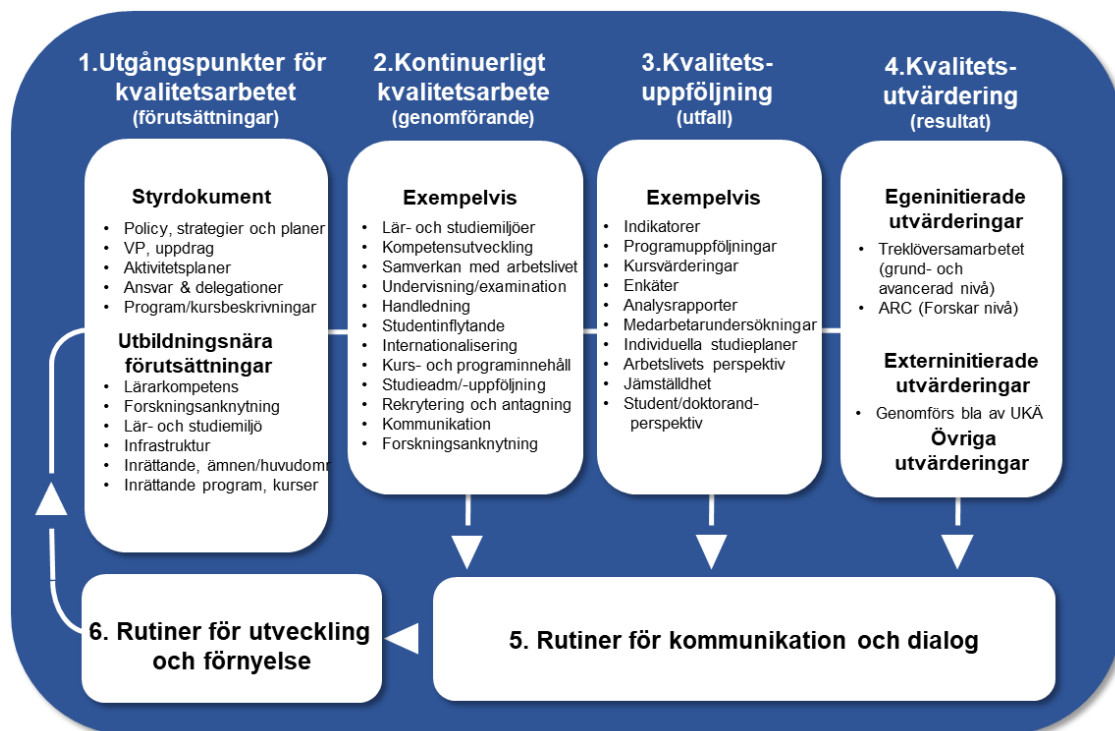 1.Utgångspunkter för
kvalitetsarbetet
(förutsättningar)
Styrdokument
• Policy, strategier och planer
• VP, uppdrag
• Aktivitetsplaner
• Ansvar & delegationer
• Program/kursbeskrivningar
Utbildningsnära
förutsättningar
• Lärarkompetens
• Forskningsanknytning
• Lär- och studiemiljö
• Infrastruktur
• Inrättande, ämnen/huvudomr
• Inrättande program, kurser
2.Kontinuerligt
kvalitetsarbete
(genomförande)
Exempelvis
• Lär- och studiemiljöer
• Kompetensutveckling
• Samverkan med arbetslivet
• Undervisning/examination
• Handledning
• Studentinflytande
• Internationalisering
• Kurs- och programinnehåll
• Studieadm/-uppföljning
• Rekrytering och antagning
• Kommunikation
• Forskningsanknytning
3.Kvalitets-
uppföljning
(utfall)
Exempelvis
• Indikatorer
• Programuppföljningar
• Kursvärderingar
• Enkäter
• Analysrapporter
• Medarbetarundersökningar
• Individuella studieplaner
• Arbetslivets perspektiv
• Jämställdhet
• Student/doktorand-
perspektiv
4.Kvalitets-
utvärdering
(resultat)
Egeninitierade
utvärderingar
• Treklöversamarbetet
(grund- och
avancerad nivå)
• ARC (Forskar nivå)
Externinitierade
utvärderingar
• Genomförs bla av UKÄ
Övriga
utvärderingar
5. Rutiner för kommunikation och dialog
6. Rutiner för utveckling
och förnyelse